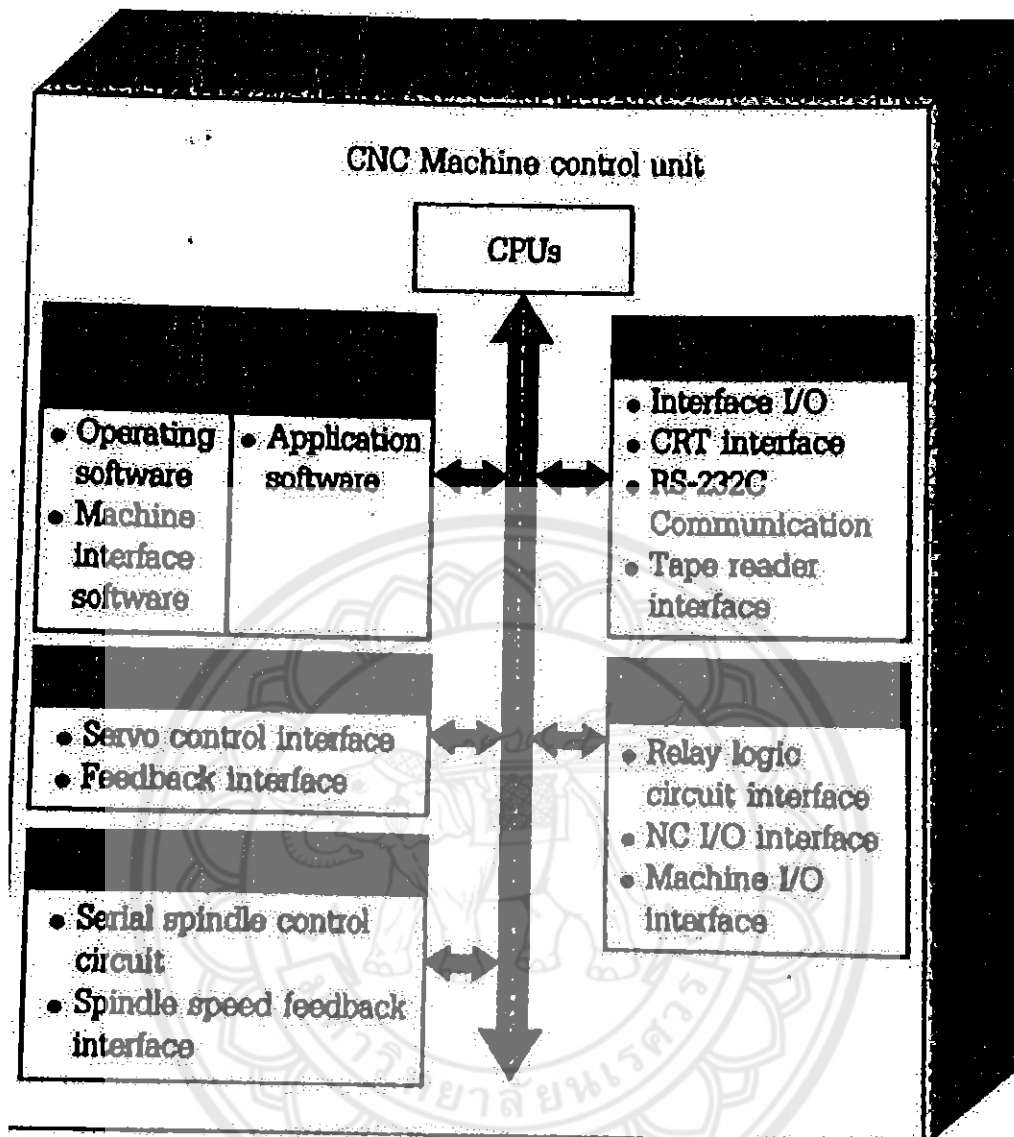 CNC Machine control unit
CPUs
• Operating
software
• Machine
interface
software
• Application
software
• Interface I/O
• CRT interface
• RS-232C
Communication
• Tape reader
interface
• Servo control interface
• Feedback interface
• Relay logic
circuit interface
• NC I/O interface
• Machine I/O
interface
• Serial spindle control
circuit
• Spindle speed feedback
interface